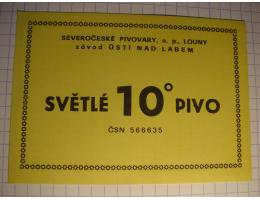 SEVEROČESKÉ PIVOVARY, n. p., LOUNY
závod ÚSTÍ NAD LABEM
SVĚTLÉ 10° PIVO
ČSN 566635